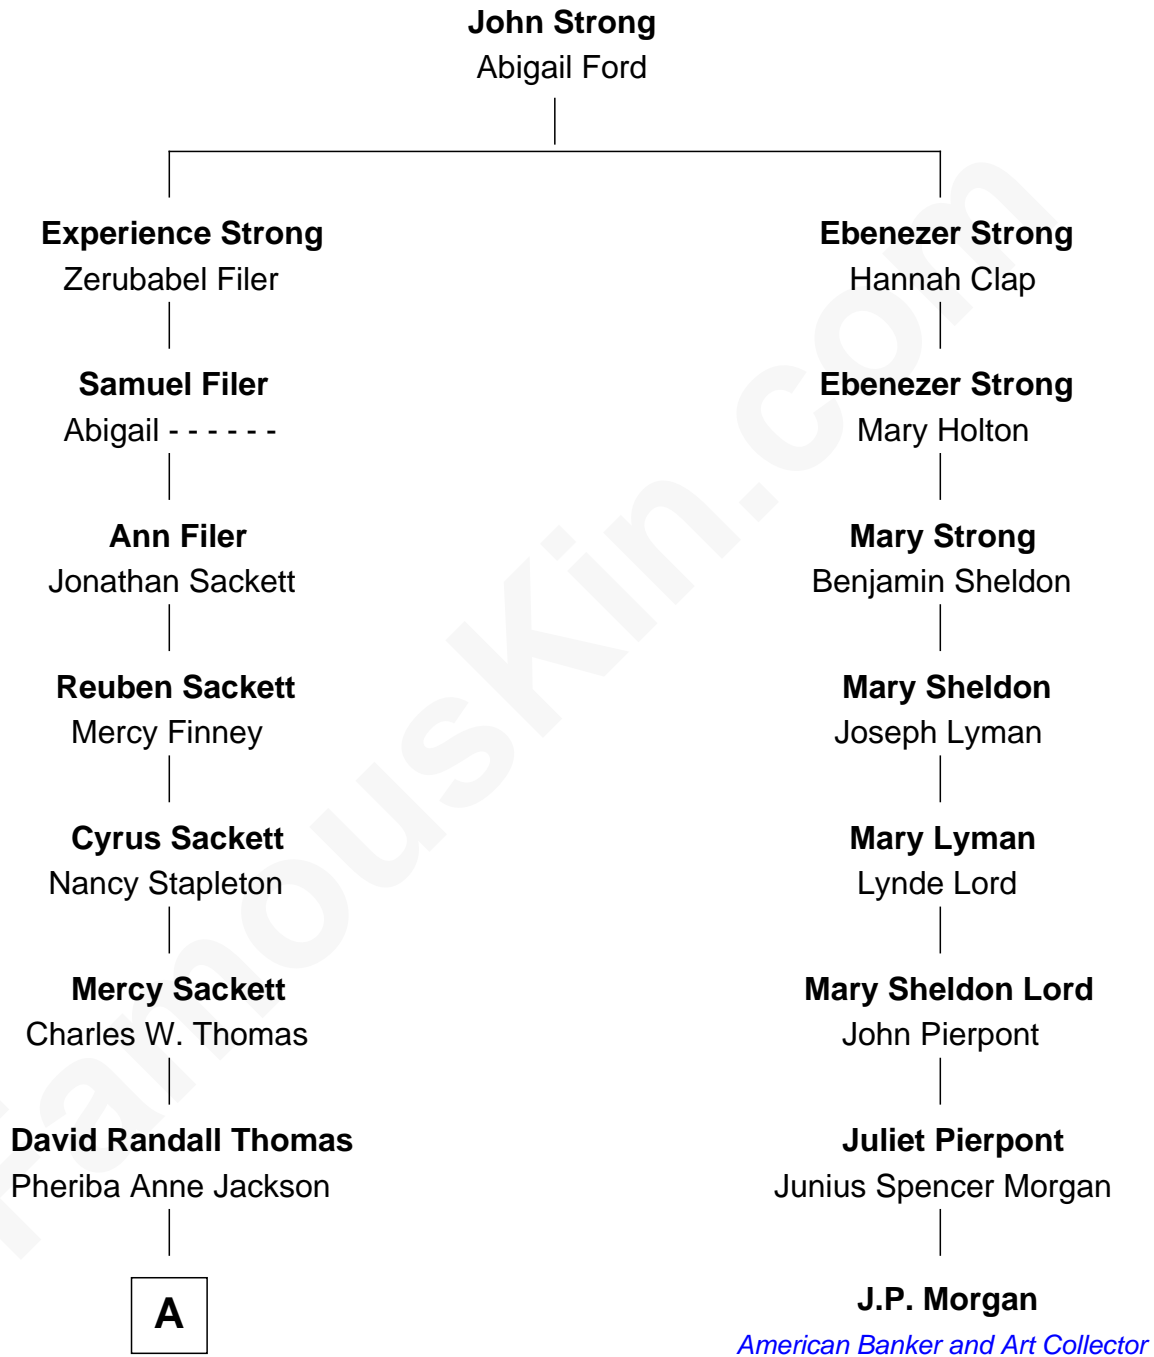 John Strong
Abigail Ford
Experience Strong
Zerubabel Filer
Ebenezer Strong
Hannah Clap
Samuel Filer
Abigail - - - - - -
Ebenezer Strong
Mary Holton
Ann Filer
Jonathan Sackett
Mary Strong
Benjamin Sheldon
Reuben Sackett
Mercy Finney
Mary Sheldon
Joseph Lyman
Cyrus Sackett
Nancy Stapleton
Mary Lyman
Lynde Lord
Mercy Sackett
Charles W. Thomas
Mary Sheldon Lord
John Pierpont
David Randall Thomas
Pheriba Anne Jackson
Juliet Pierpont
Junius Spencer Morgan
A
J.P. Morgan
American Banker and Art Collector
FamousKin.com